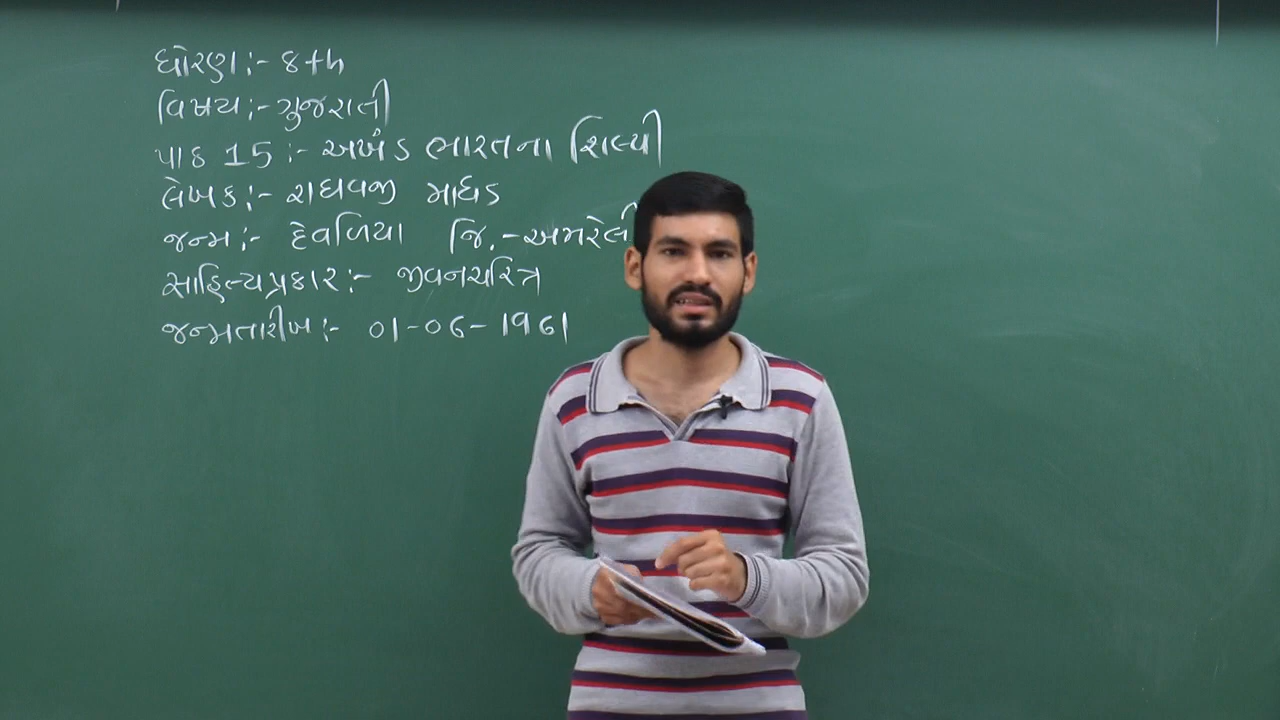 ધોરણ :- ૪th
વિષય :- ગુજરાતી
પાઠ 15 :- અખંડ ભારતના શિલ્પી
લેખક :- રાઘવજી માધડ
જન્મ :- દેવળિયા જિ. - અમરેલી
સાહિત્યપ્રકાર :- જીવનચરિત્ર
જન્મતારીખ :- 01-06-1961